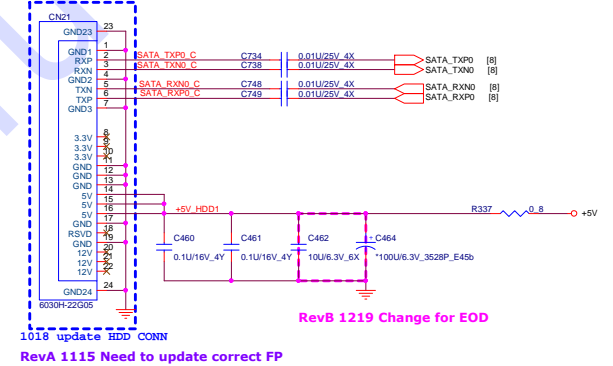 CN21
GND23 23
GND1 1
RXP 2 SATA_TXP0_C C734 0.01U/25V_4X SATA_TXP0 [8]
RXN 3 SATA_TXN0_C C738 0.01U/25V_4X SATA_TXN0 [8]
GND2 4
TXN 5 SATA_RXN0_C C748 0.01U/25V_4X SATA_RXN0 [8]
TXP 6 SATA_RXP0_C C749 0.01U/25V_4X SATA_RXP0 [8]
GND3 7
3.3V 8
3.3V 9
3.3V 10
GND 11
GND 12
GND 13
5V 14
5V 15
5V 16 +5V_HDD1 R337 0_8 +5V
GND 17
RSVD 18
GND 19
12V 20
12V 21
12V 22
C460 C461 C462 + C464
0.1U/16V_4Y 0.1U/16V_4Y 10U/6.3V_6X *100U/6.3V_3528P_E45b
GND24 24
6030H-22G05
RevB 1219 Change for EOD
1018 update HDD CONN
RevA 1115 Need to update correct FP